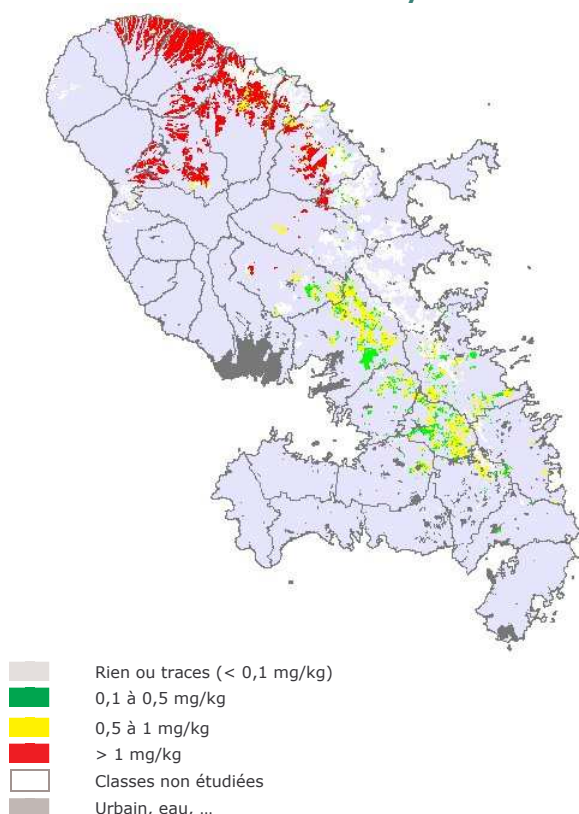 Rien ou traces (< 0,1 mg/kg)
0,1 à 0,5 mg/kg
0,5 à 1 mg/kg
> 1 mg/kg
Classes non étudiées
Urbain, eau, ...